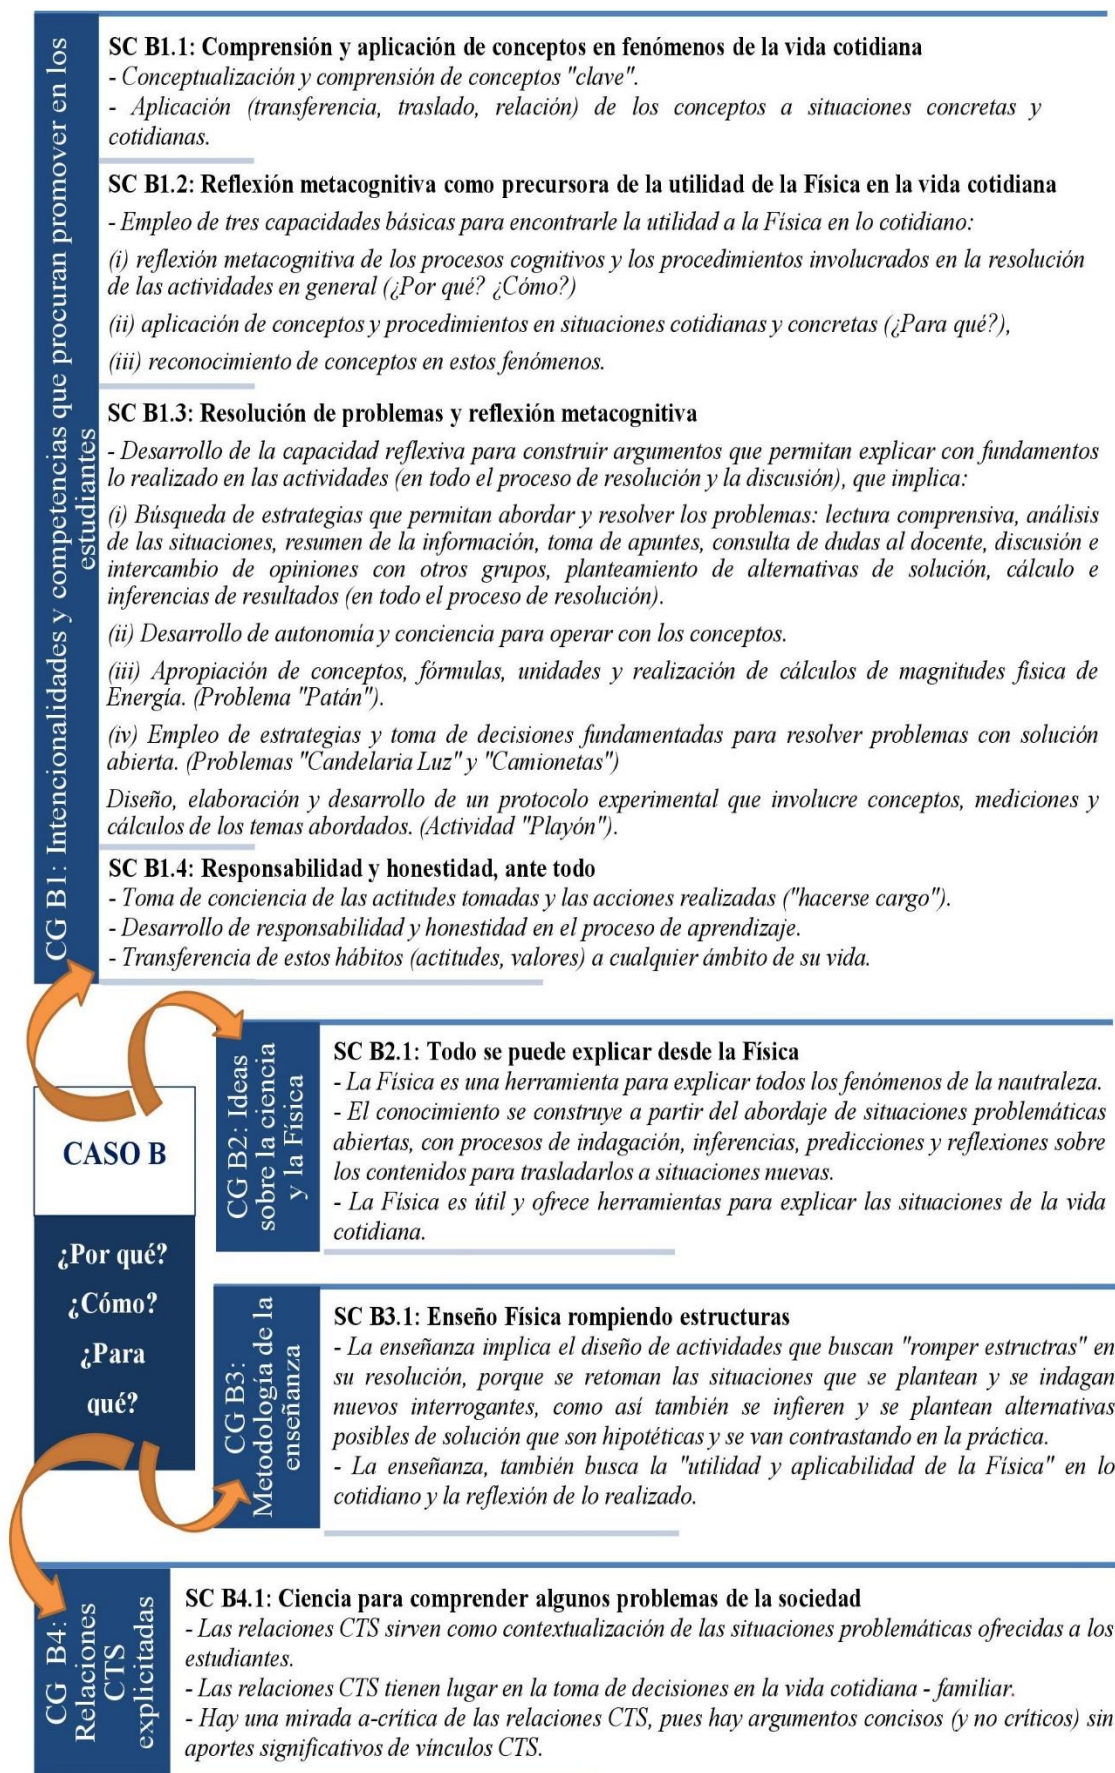 CG B1: Intencionalidades y competencias que procuran promover en los
estudiantes
SC B1.1: Comprensión y aplicación de conceptos en fenómenos de la vida cotidiana
- Conceptualización y comprensión de conceptos "clave".
- Aplicación (transferencia, traslado, relación) de los conceptos a situaciones concretas y
cotidianas.
SC B1.2: Reflexión metacognitiva como precursora de la utilidad de la Física en la vida cotidiana
- Empleo de tres capacidades básicas para encontrarle la utilidad a la Física en lo cotidiano:
(i) reflexión metacognitiva de los procesos cognitivos y los procedimientos involucrados en la resolución
de las actividades en general (¿Por qué? ¿Cómo?)
(ii) aplicación de conceptos y procedimientos en situaciones cotidianas y concretas (¿Para qué?),
(iii) reconocimiento de conceptos en estos fenómenos.
SC B1.3: Resolución de problemas y reflexión metacognitiva
- Desarrollo de la capacidad reflexiva para construir argumentos que permitan explicar con fundamentos
lo realizado en las actividades (en todo el proceso de resolución y la discusión), que implica:
(i) Búsqueda de estrategias que permitan abordar y resolver los problemas: lectura comprensiva, análisis
de las situaciones, resumen de la información, toma de apuntes, consulta de dudas al docente, discusión e
intercambio de opiniones con otros grupos, planteamiento de alternativas de solución, cálculo e
inferencias de resultados (en todo el proceso de resolución).
(ii) Desarrollo de autonomía y conciencia para operar con los conceptos.
(iii) Apropiación de conceptos, fórmulas, unidades y realización de cálculos de magnitudes física de
Energía. (Problema "Patán").
(iv) Empleo de estrategias y toma de decisiones fundamentadas para resolver problemas con solución
abierta. (Problemas "Candelaria Luz" y "Camionetas")
Diseño, elaboración y desarrollo de un protocolo experimental que involucre conceptos, mediciones y
cálculos de los temas abordados. (Actividad "Playón").
SC B1.4: Responsabilidad y honestidad, ante todo
- Toma de conciencia de las actitudes tomadas y las acciones realizadas ("hacerse cargo").
- Desarrollo de responsabilidad y honestidad en el proceso de aprendizaje.
- Transferencia de estos hábitos (actitudes, valores) a cualquier ámbito de su vida.
CASO B
¿Por qué?
¿Cómo?
¿Para
qué?
CG B2: Ideas
sobre la ciencia
y la Física
SC B2.1: Todo se puede explicar desde la Física
- La Física es una herramienta para explicar todos los fenómenos de la nautraleza.
- El conocimiento se construye a partir del abordaje de situaciones problemáticas
abiertas, con procesos de indagación, inferencias, predicciones y reflexiones sobre
los contenidos para trasladarlos a situaciones nuevas.
- La Física es útil y ofrece herramientas para explicar las situaciones de la vida
cotidiana.
CG B3:
Metodología de la
enseñanza
SC B3.1: Enseño Física rompiendo estructuras
- La enseñanza implica el diseño de actividades que buscan "romper estructras" en
su resolución, porque se retoman las situaciones que se plantean y se indagan
nuevos interrogantes, como así también se infieren y se plantean alternativas
posibles de solución que son hipotéticas y se van contrastando en la práctica.
- La enseñanza, también busca la "utilidad y aplicabilidad de la Física" en lo
cotidiano y la reflexión de lo realizado.
CG B4:
Relaciones
CTS
explicitadas
SC B4.1: Ciencia para comprender algunos problemas de la sociedad
- Las relaciones CTS sirven como contextualización de las situaciones problemáticas ofrecidas a los
estudiantes.
- Las relaciones CTS tienen lugar en la toma de decisiones en la vida cotidiana - familiar.
- Hay una mirada a-crítica de las relaciones CTS, pues hay argumentos concisos (y no críticos) sin
aportes significativos de vínculos CTS.